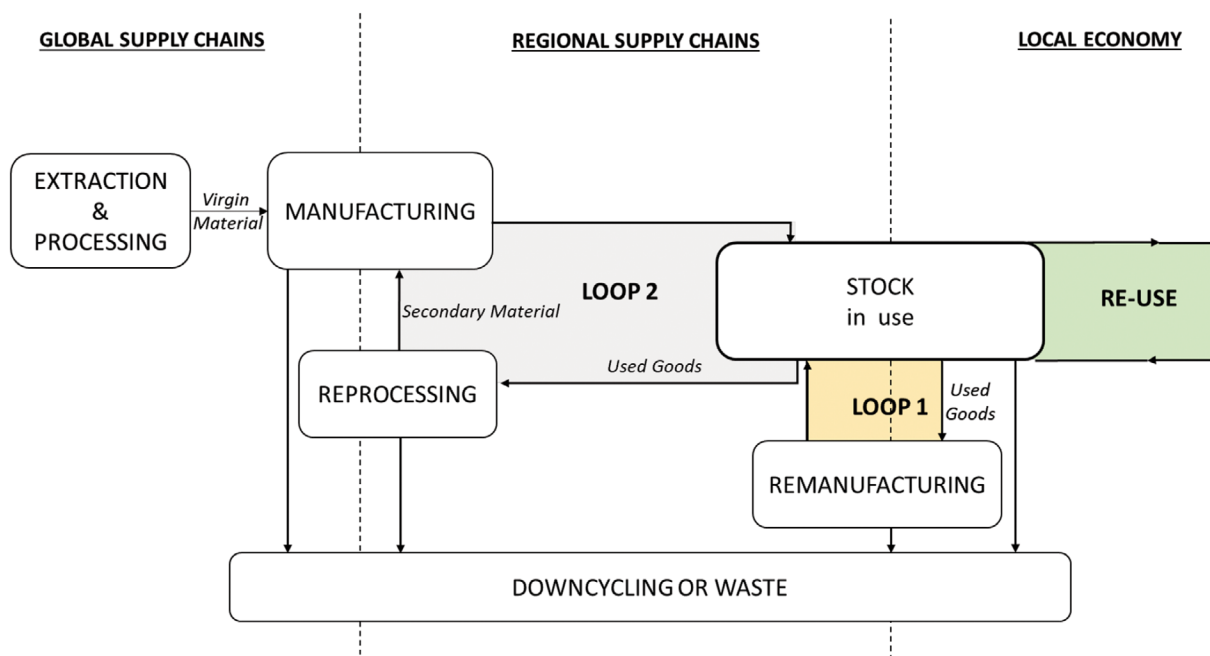 GLOBAL SUPPLY CHAINS
REGIONAL SUPPLY CHAINS
LOCAL ECONOMY
EXTRACTION
&
PROCESSING
Virgin
Material
MANUFACTURING
LOOP 2
STOCK
in use
RE-USE
Secondary Material
Used Goods
REPROCESSING
LOOP 1
Used
Goods
REMANUFACTURING
DOWNCYCLING OR WASTE